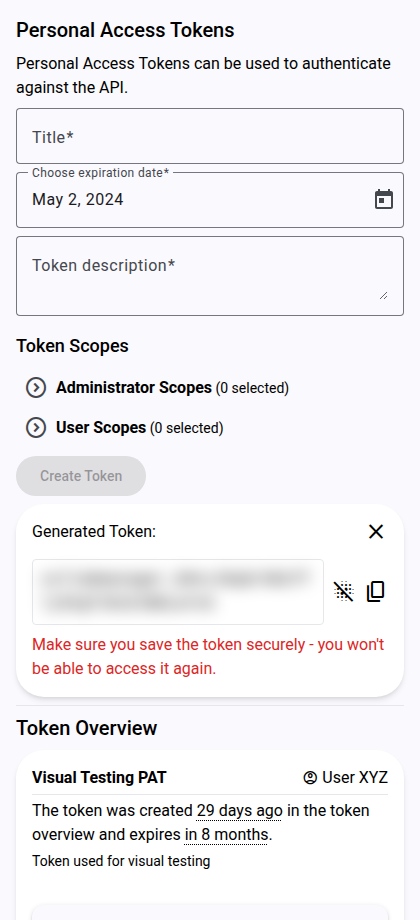 Personal Access Tokens
Personal Access Tokens can be used to authenticate
against the API.
Title*
Choose expiration date*
May 2, 2024
Token description*
Token Scopes
Administrator Scopes (0 selected)
User Scopes (0 selected)
Create Token
Generated Token:
Make sure you save the token securely - you won't
be able to access it again.
Token Overview
Visual Testing PAT
User XYZ
The token was created 29 days ago in the token
overview and expires in 8 months.
Token used for visual testing